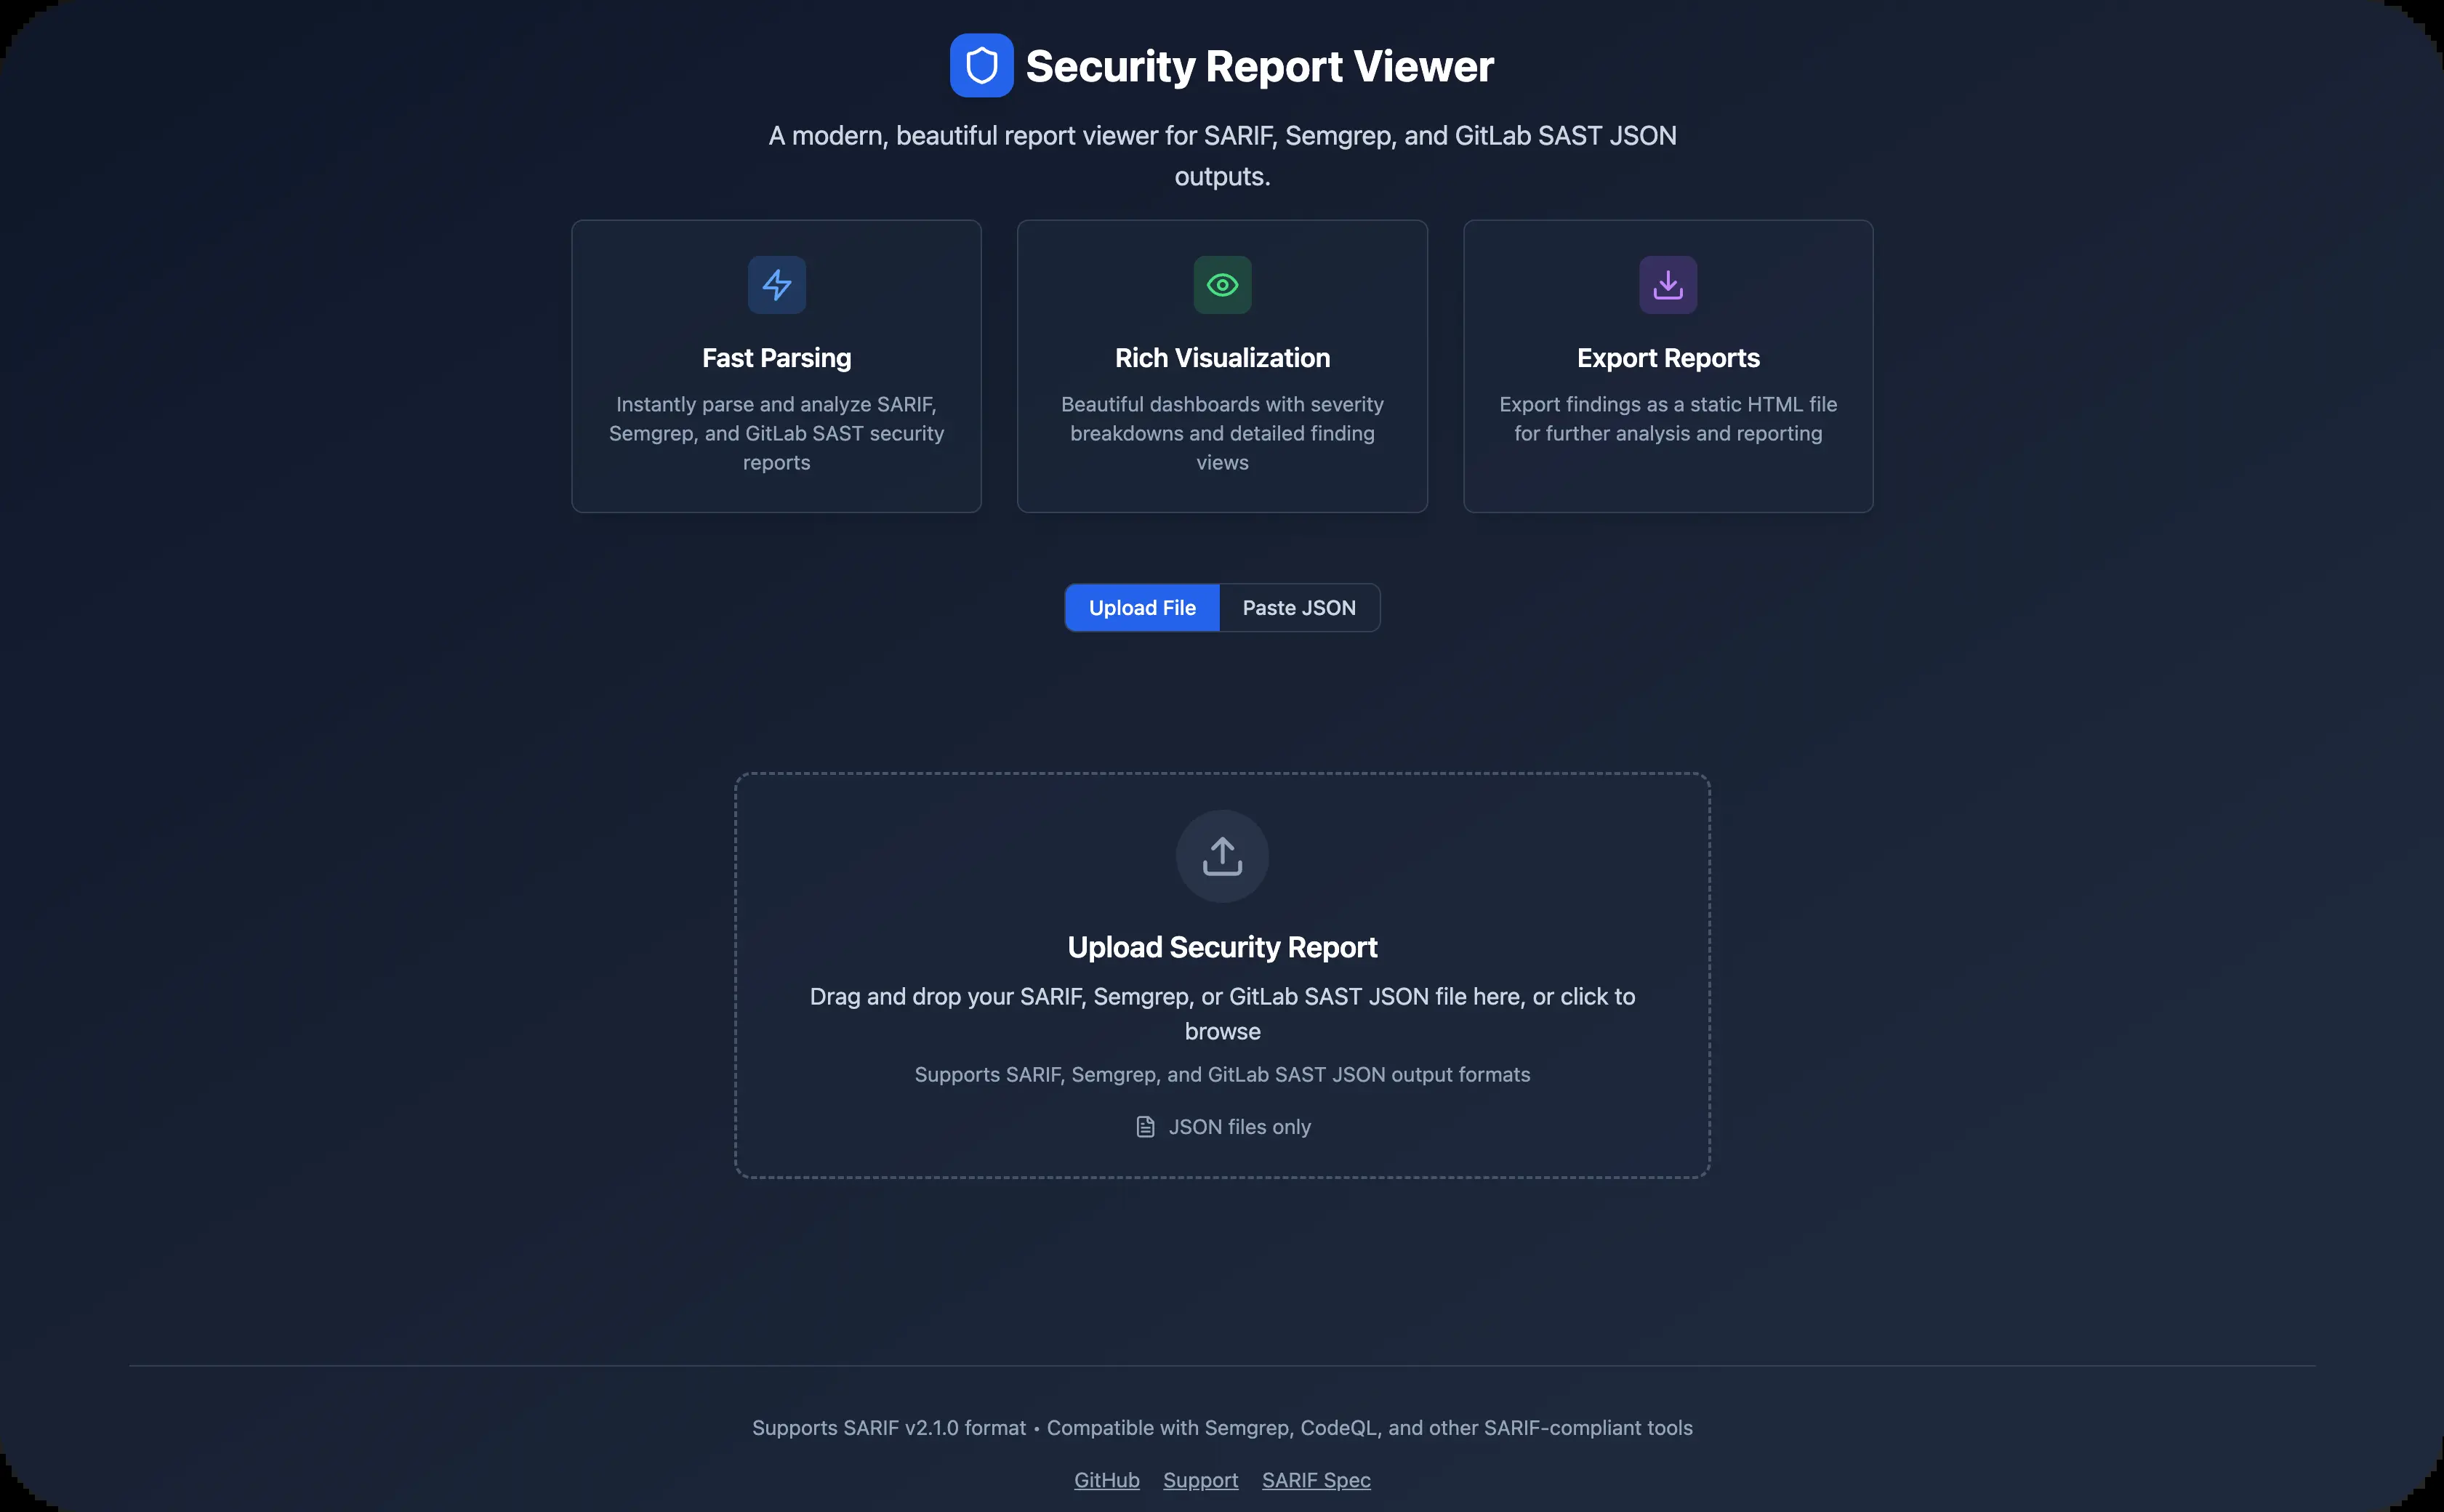 Security Report Viewer
A modern, beautiful report viewer for SARIF, Semgrep, and GitLab SAST JSON
outputs.
Fast Parsing
Instantly parse and analyze SARIF,
Semgrep, and GitLab SAST security
reports
Rich Visualization
Beautiful dashboards with severity
breakdowns and detailed finding
views
Export Reports
Export findings as a static HTML file
for further analysis and reporting
Upload File
Paste JSON
Upload Security Report
Drag and drop your SARIF, Semgrep, or GitLab SAST JSON file here, or click to
browse
Supports SARIF, Semgrep, and GitLab SAST JSON output formats
JSON files only
Supports SARIF v2.1.0 format • Compatible with Semgrep, CodeQL, and other SARIF-compliant tools
GitHub Support SARIF Spec